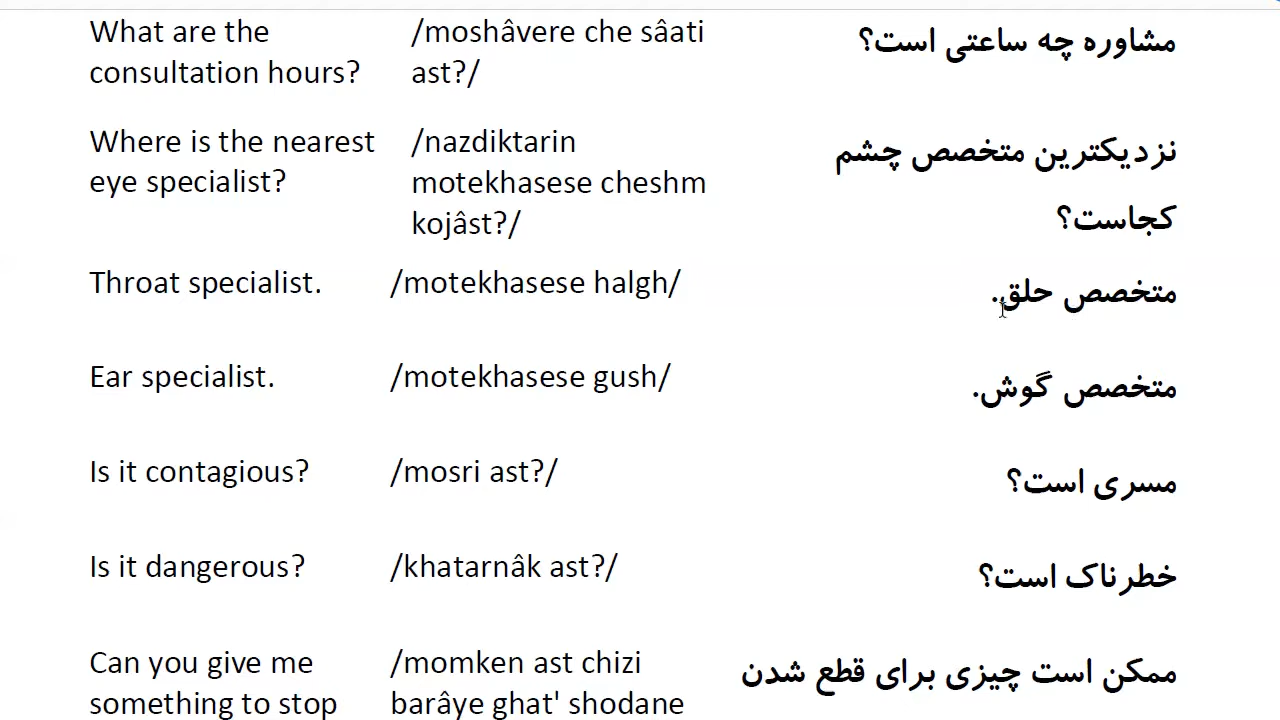 What are the
consultation hours?
/moshâvere che sâati
ast?/
مشاوره چه ساعتی است؟
Where is the nearest
eye specialist?
/nazdiktarin
motekhasese cheshm
kojâst?/
نزدیکترین متخصص چشم
کجاست؟
Throat specialist.
/motekhasese halgh/
متخصص حلق.
Ear specialist.
/motekhasese gush/
متخصص گوش.
Is it contagious?
/mosri ast?/
مسری است؟
Is it dangerous?
/khatarnâk ast?/
خطرناک است؟
Can you give me
something to stop
/momken ast chizi
barâye ghat' shodane
ممکن است چیزی برای قطع شدن